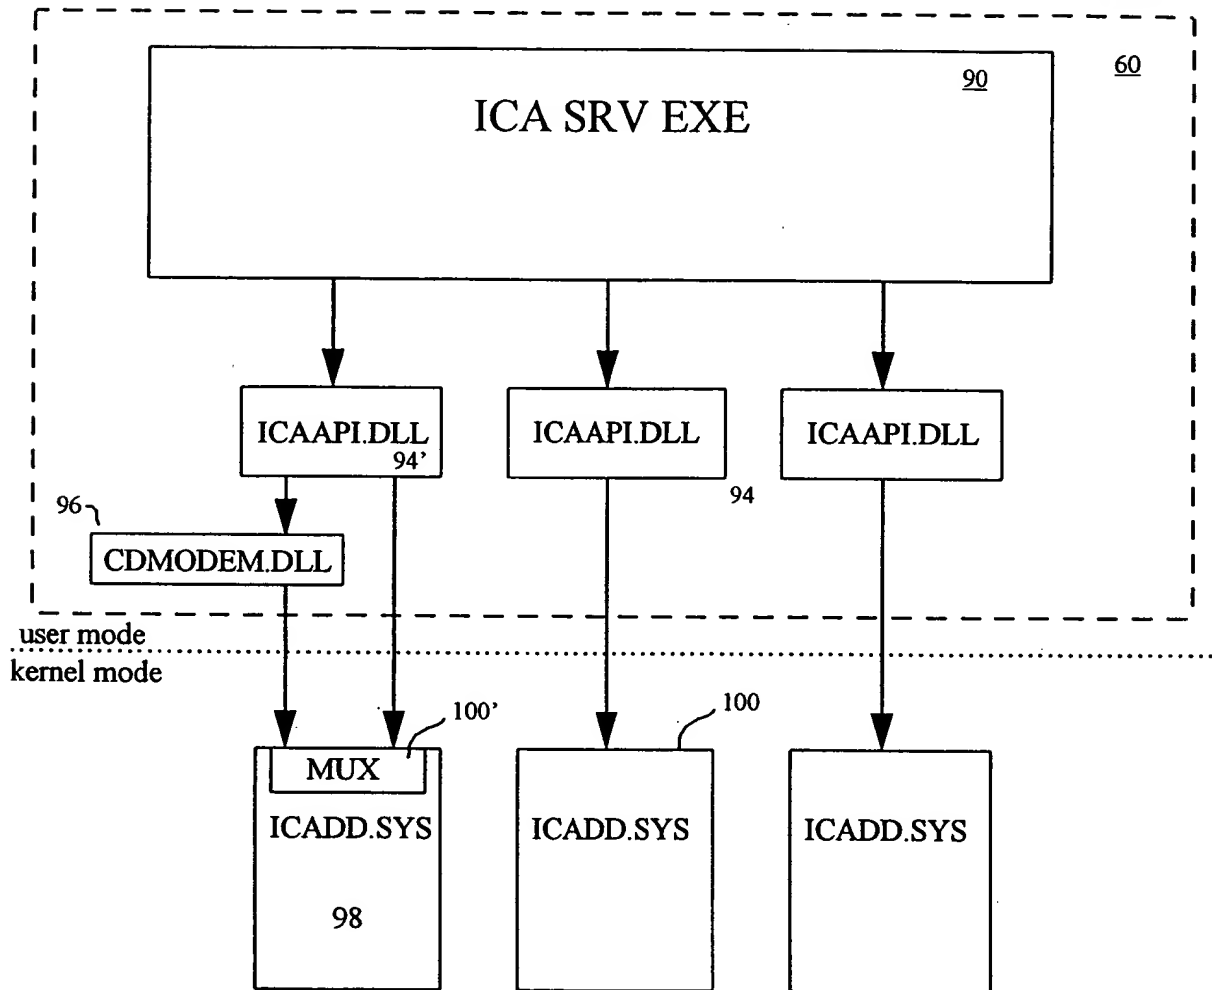 60
90
ICA SRV EXE
ICAAPI.DLL
94'
ICAAPI.DLL
94
ICAAPI.DLL
96
CDMODEM.DLL
user mode
kernel mode
100'
100
MUX
ICADD.SYS
98
ICADD.SYS
ICADD.SYS